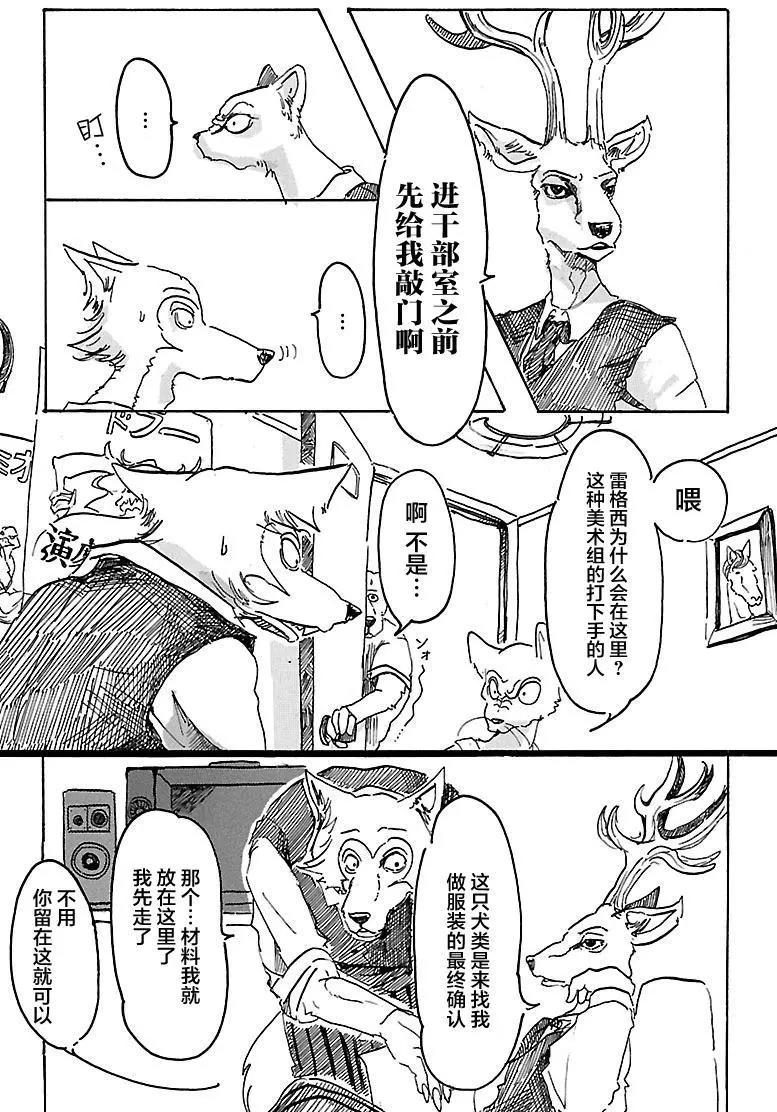 进干部室之前
先给我敲门啊
…
盯…
…
喂
雷格西为什么会在这里？
这种美术组的打下手的人
啊 不是…
ンォ
这只犬类是来找我
做服装的最终确认
那个…材料我就
放在这里了
我先走了
不用
你留在这就可以